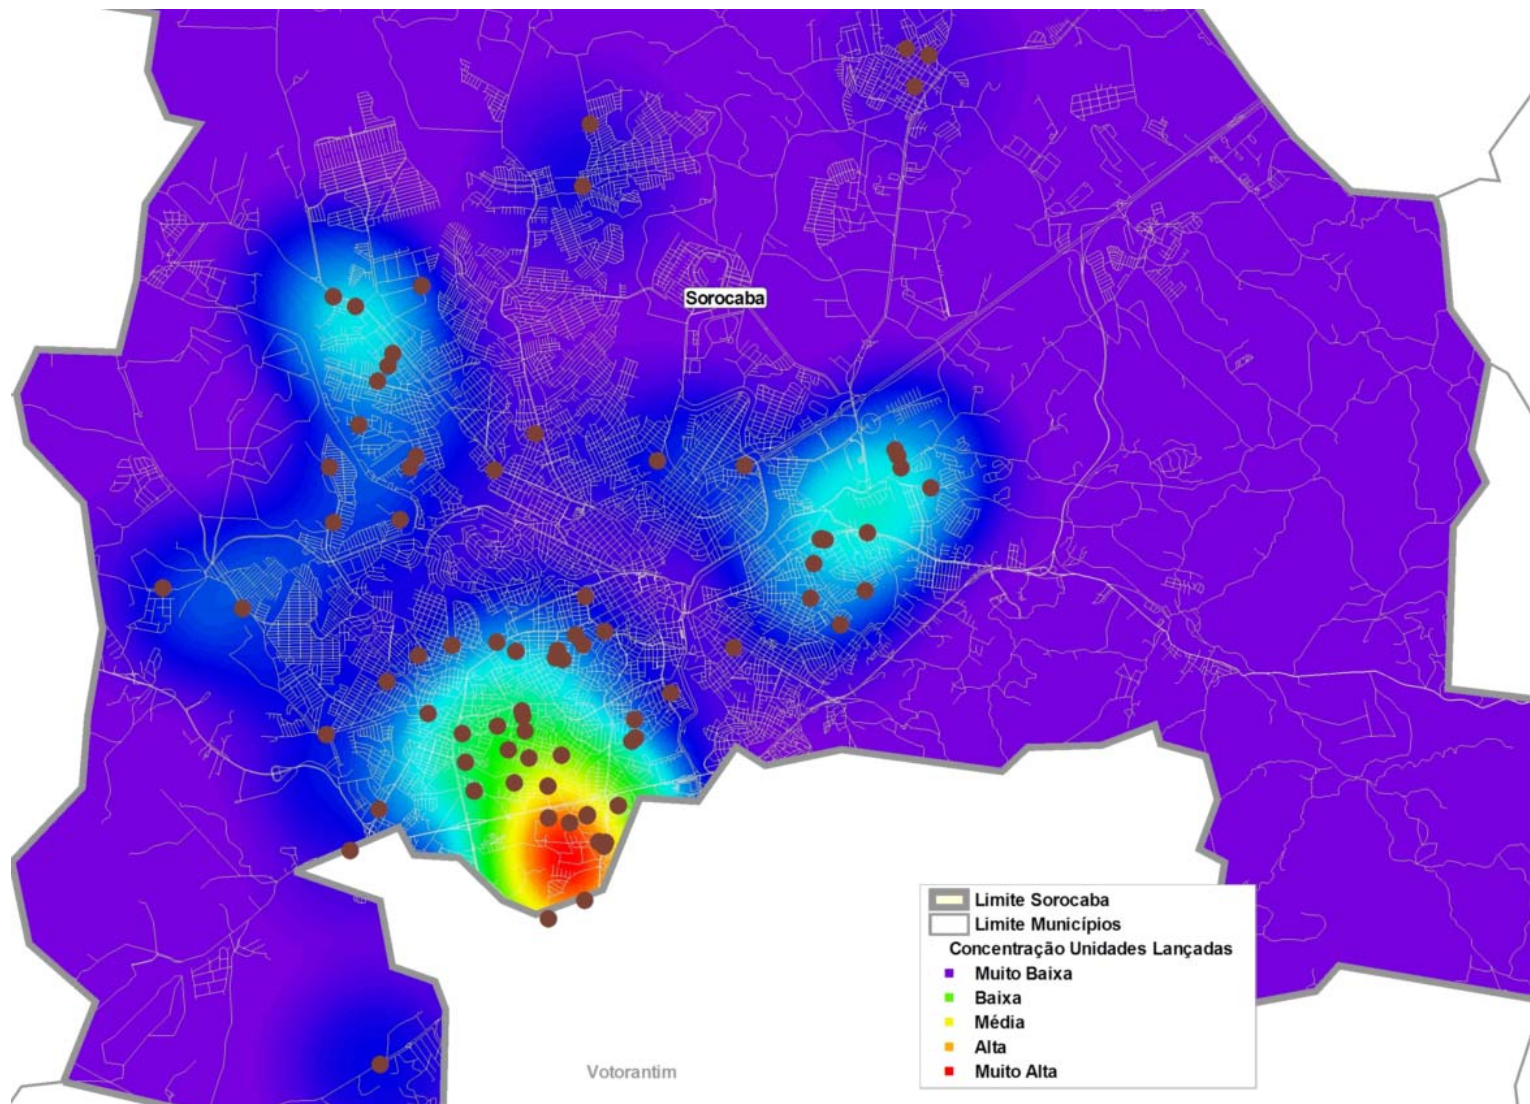 Sorocaba
Limite Sorocaba
Limite Municípios
Concentração Unidades Lançadas
Muito Baixa
Baixa
Média
Alta
Muito Alta
Votorantim